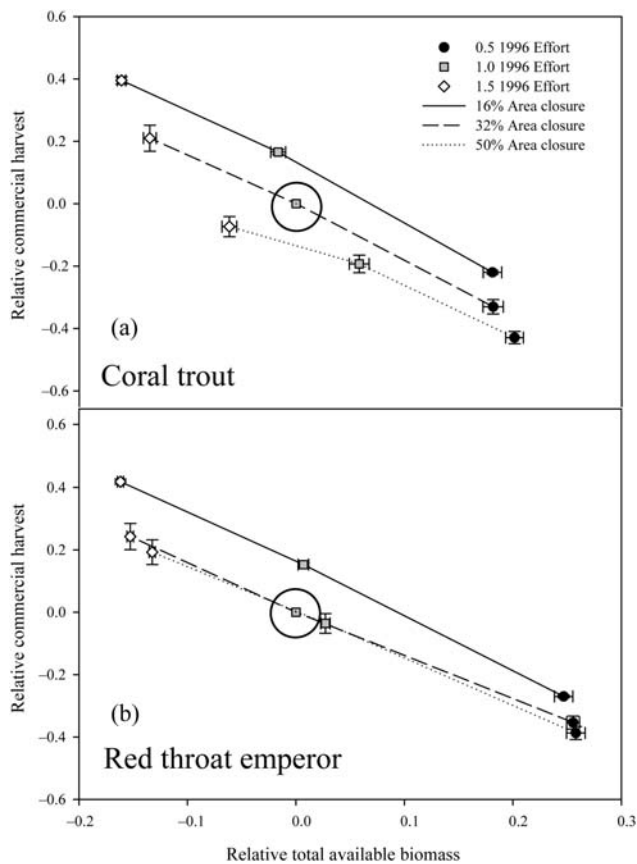 0.6
0.4
0.2
0.0
–0.2
–0.4
–0.6
Relative commercial harvest
0.5 1996 Effort
1.0 1996 Effort
1.5 1996 Effort
16% Area closure
32% Area closure
50% Area closure
(a)
Coral trout
0.6
0.4
0.2
0.0
–0.2
–0.4
–0.6
Relative commercial harvest
(b)
Red throat emperor
–0.2
–0.1
0.0
0.1
0.2
0.3
Relative total available biomass